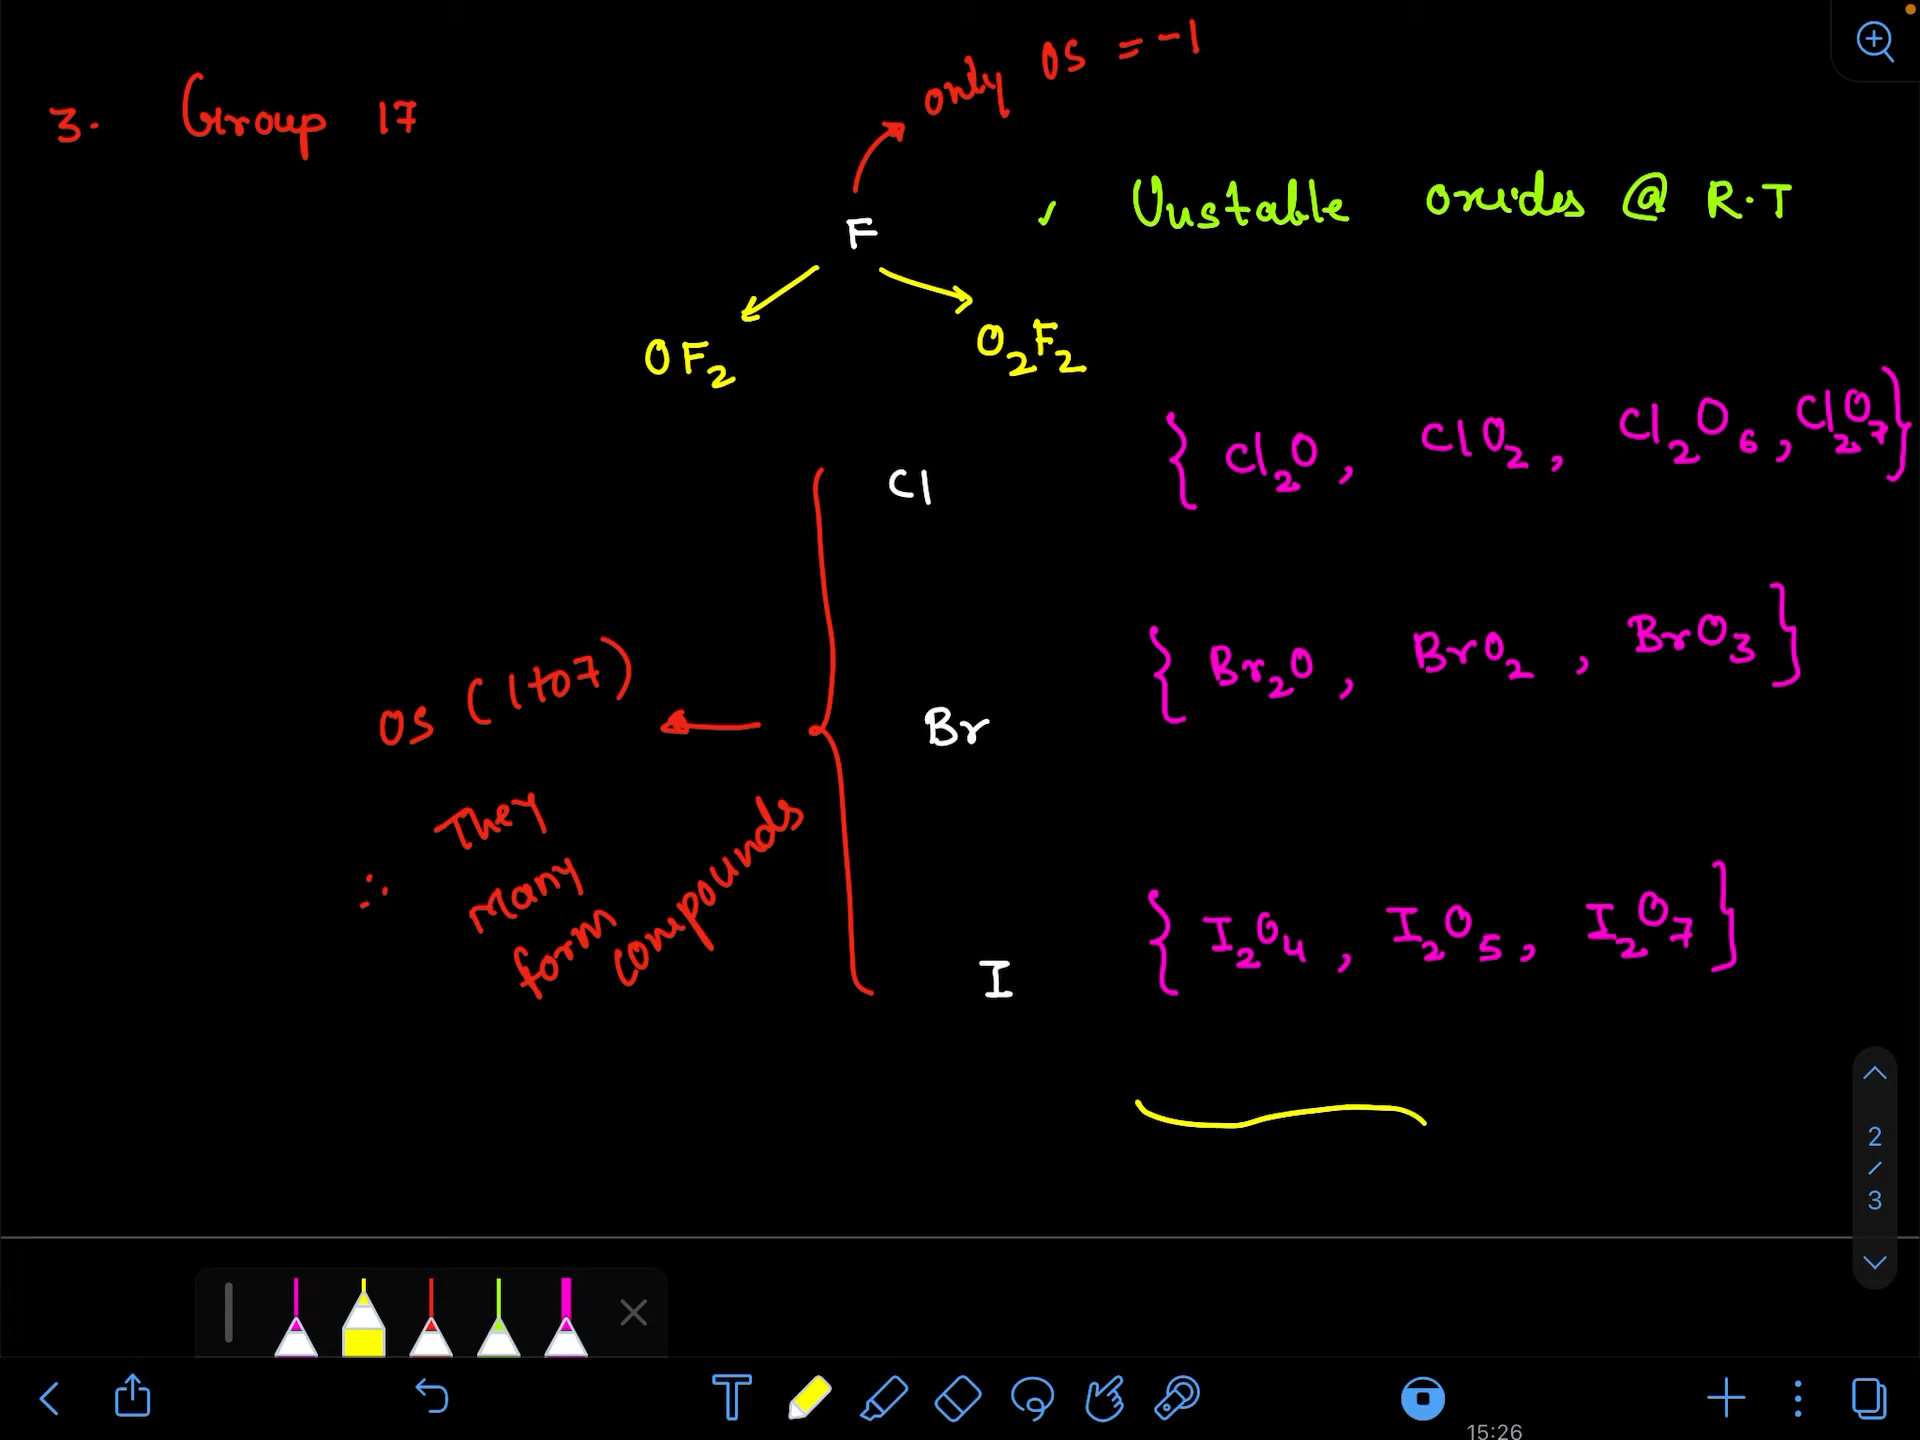 only OS = -1
3. Group 17
Unstable oxides @ R.T
F
OF₂
O₂F₂
Cl
{ Cl₂O, ClO₂, Cl₂O₆, Cl₂O₇}
OS (1 to 7)
{ Br₂O, BrO₂, BrO₃}
Br
∴ They
many
form compounds
{ I₂O₄, I₂O₅, I₂O₇}
I
2
/
3
T
15:26